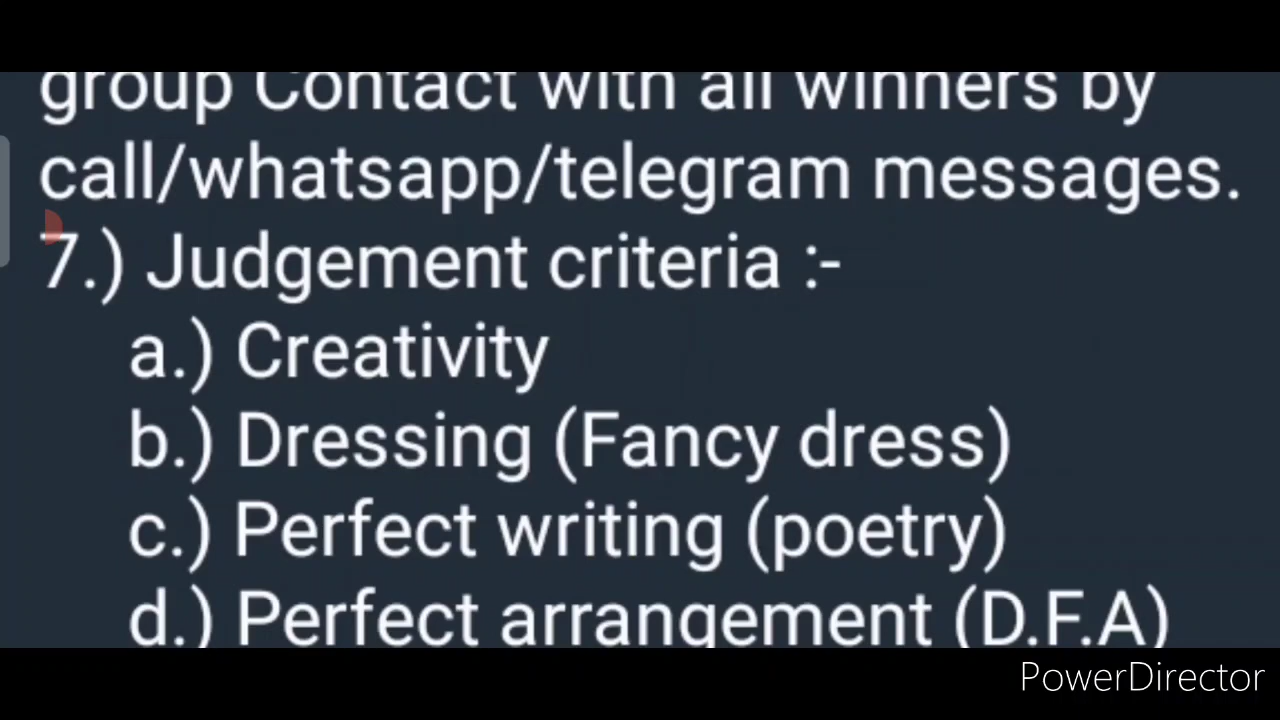 group Contact with all winners by
call/whatsapp/telegram messages.
7.) Judgement criteria :-
a.) Creativity
b.) Dressing (Fancy dress)
c.) Perfect writing (poetry)
d.) Perfect arrangement (D.F.A)
PowerDirector